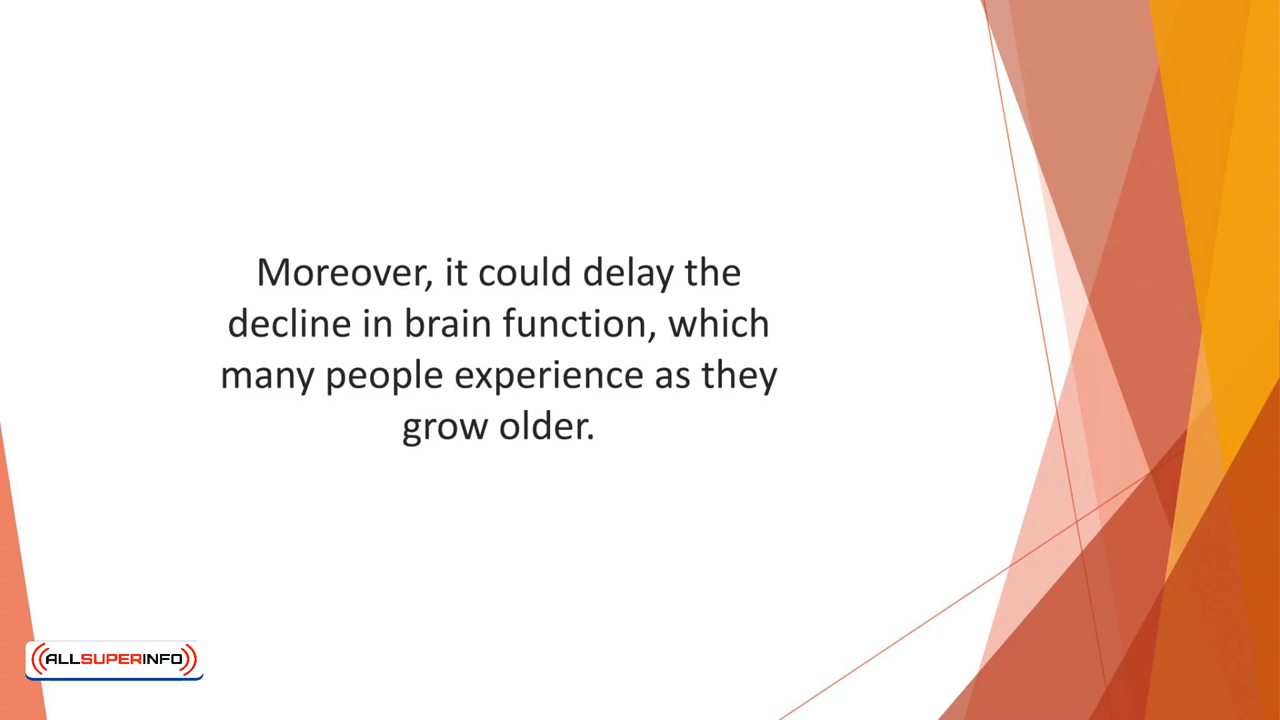 Moreover, it could delay the
decline in brain function, which
many people experience as they
grow older.
ALLSUPERINFO